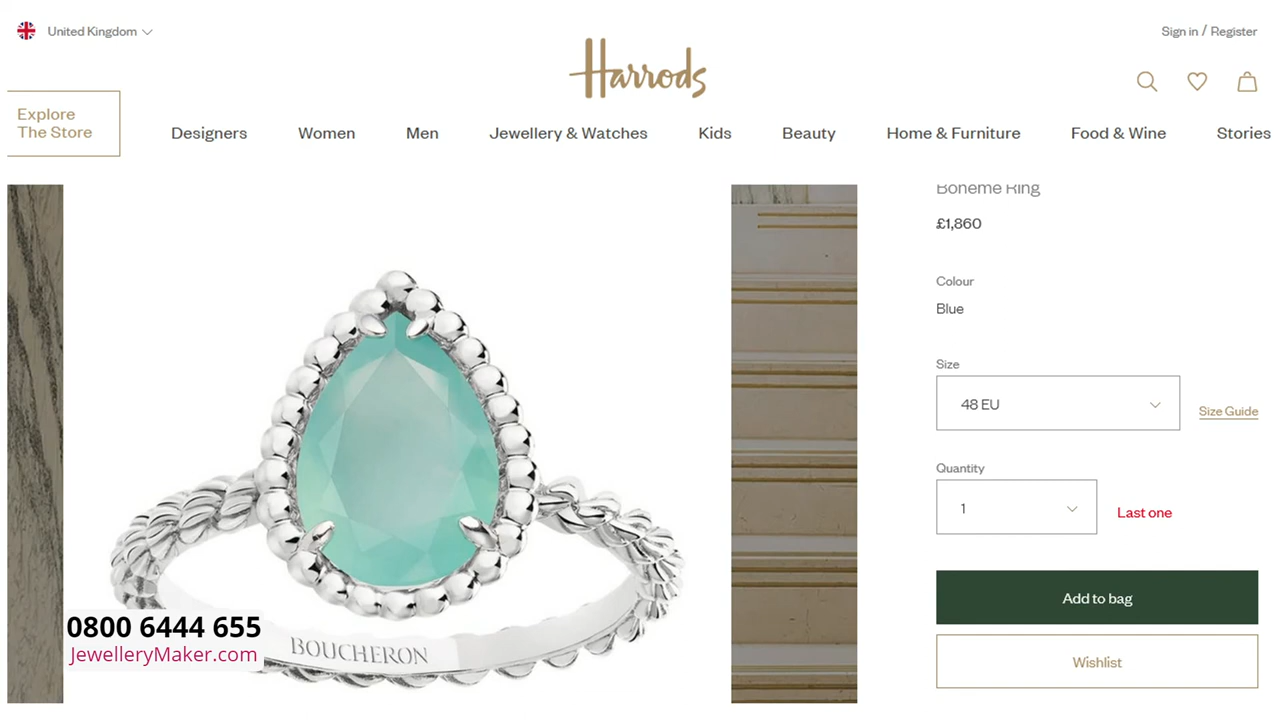 United Kingdom
Sign in / Register
Harrods
Explore
The Store
Designers
Women
Men
Jewellery & Watches
Kids
Beauty
Home & Furniture
Food & Wine
Stories
Boheme Ring
£1,860
Colour
Blue
Size
48 EU
Size Guide
Quantity
1
Last one
Add to bag
Wishlist
BOUCHERON
0800 6444 655
JewelleryMaker.com